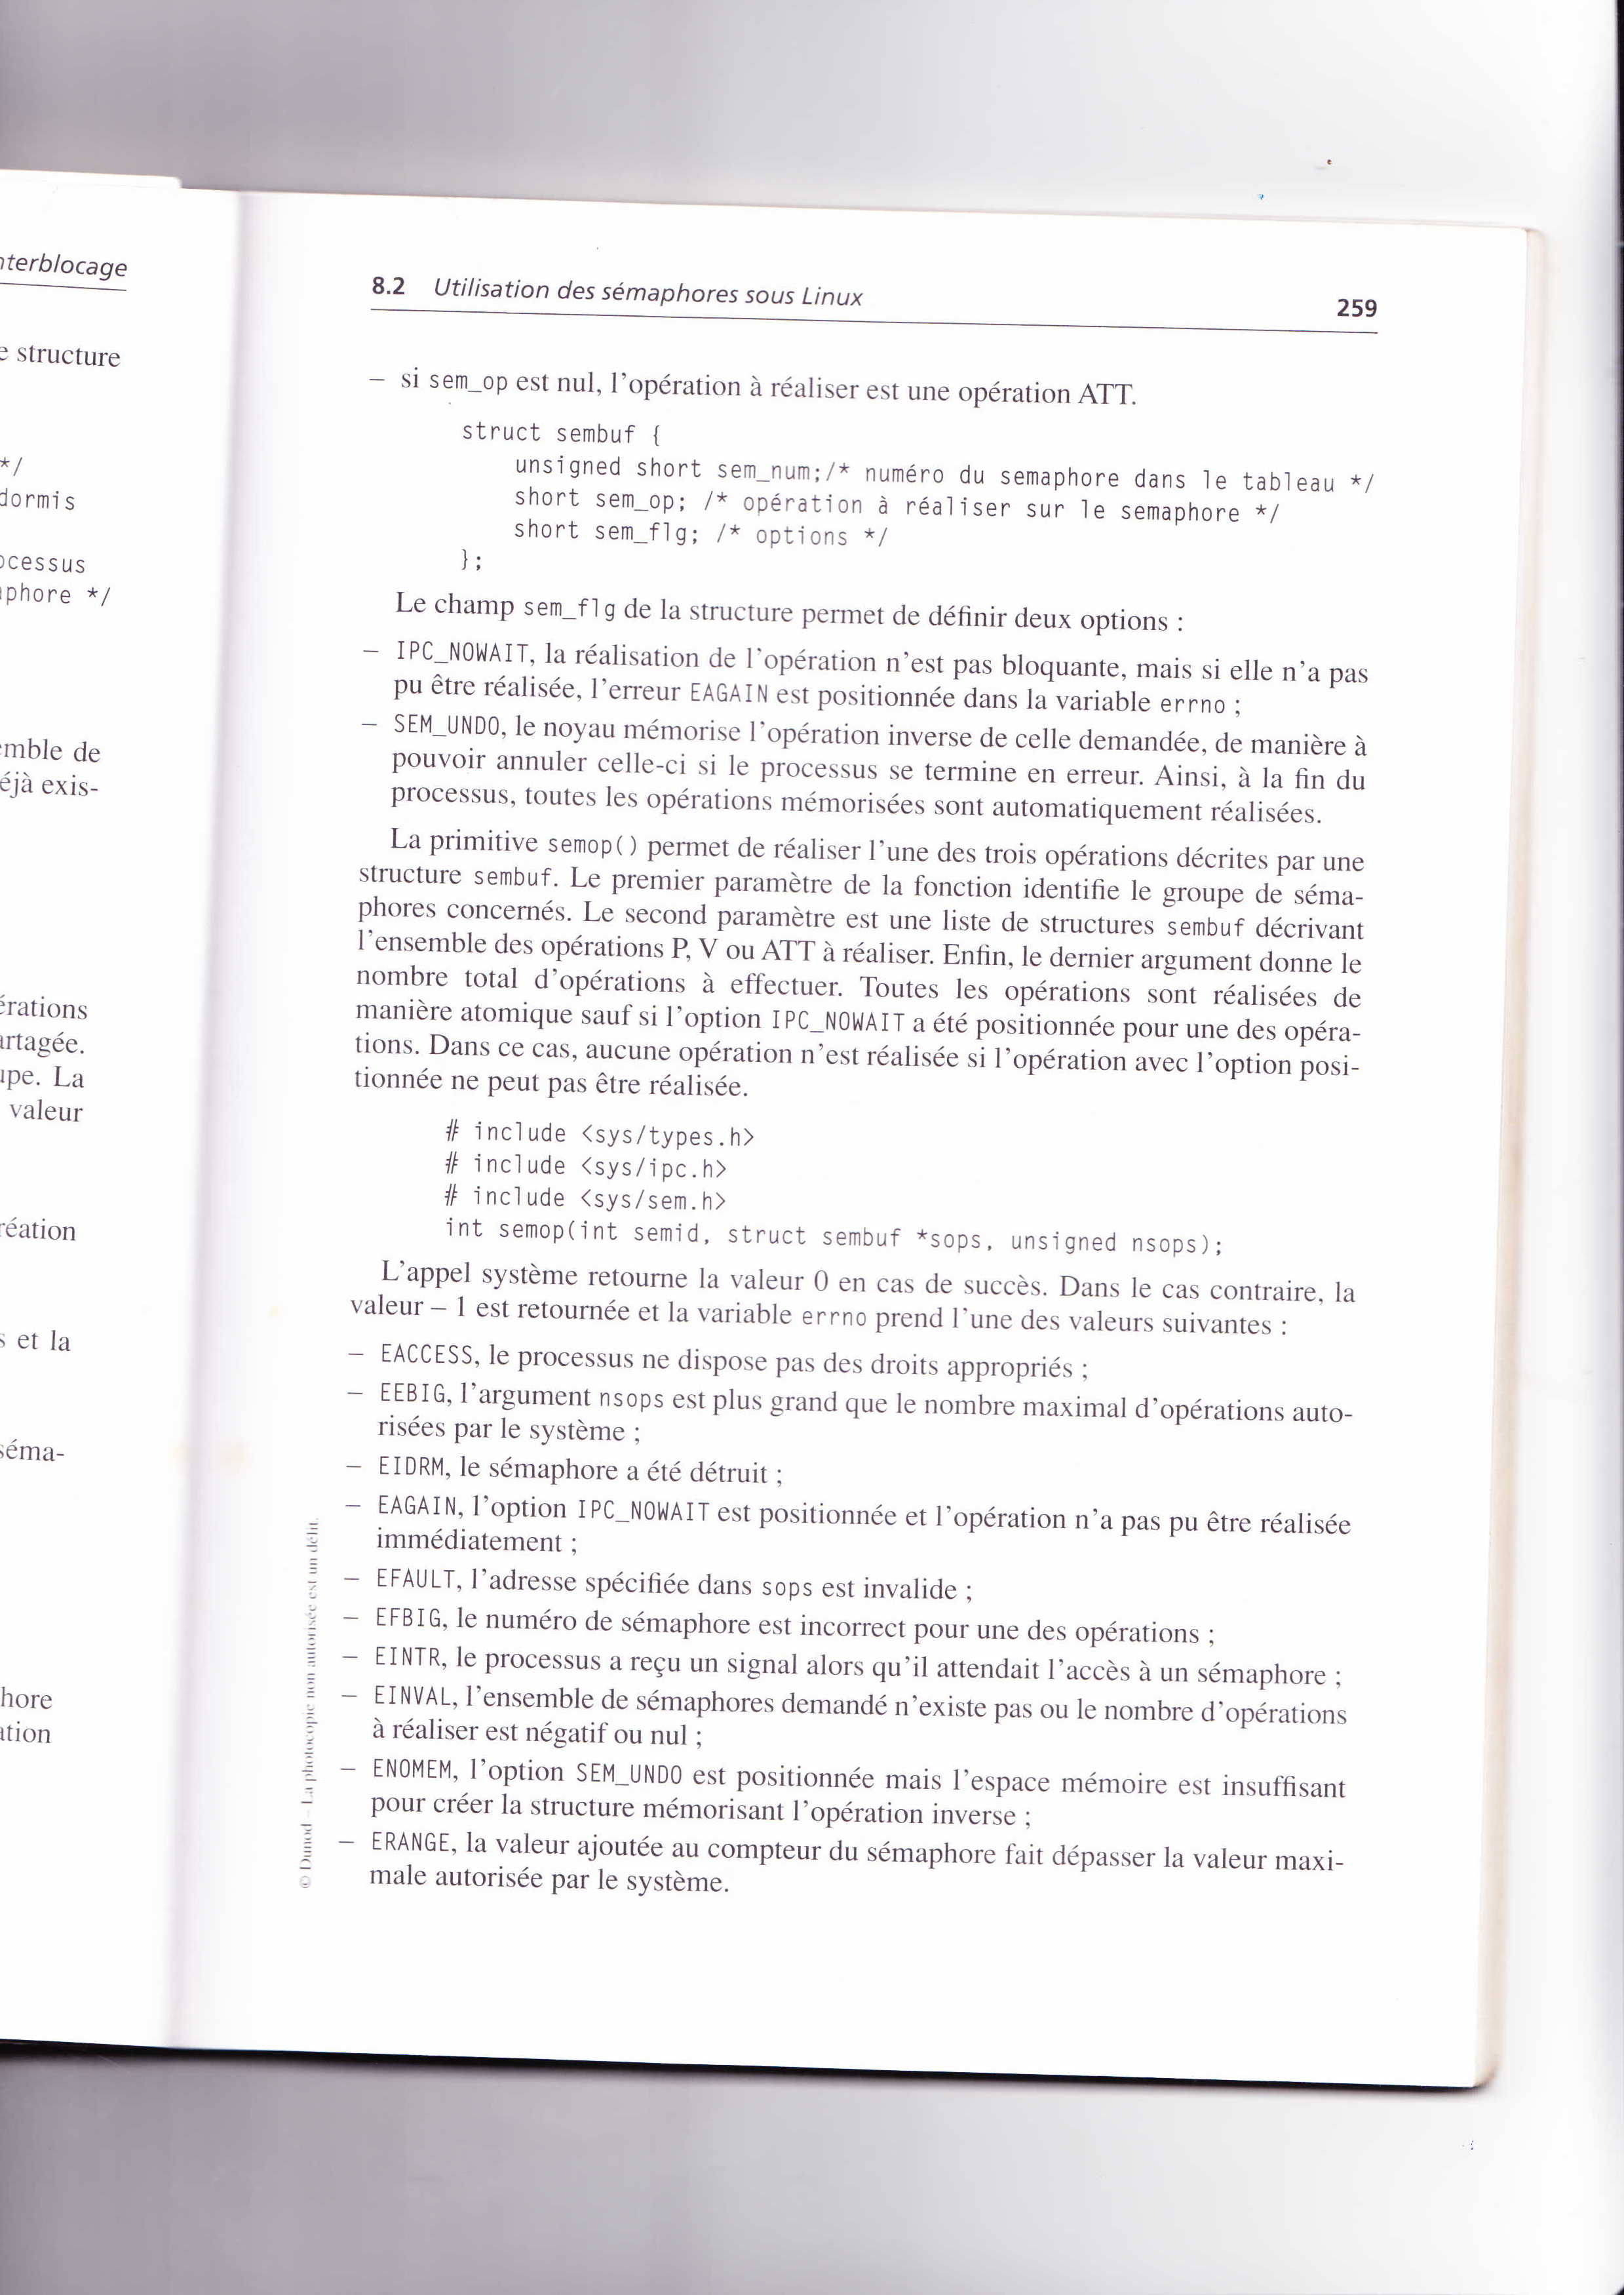 nterblocage
e structure
*/
dormis
ocessus
aphore */
emble de
éjà exis-
érations
artagée.
upe. La
valeur
réation
s et la
séma-
hore
ation
8.2 Utilisation des sémaphores sous Linux
259
– si sem_op est nul, l'opération à réaliser est une opération ATT.
struct sembuf {
unsigned short sem_num;/* numéro du semaphore dans le tableau */
short sem_op; /* opération à réaliser sur le semaphore */
short sem_flg; /* options */
};
Le champ sem_flg de la structure permet de définir deux options :
– IPC_NOWAIT, la réalisation de l'opération n'est pas bloquante, mais si elle n'a pas
pu être réalisée, l'erreur EAGAIN est positionnée dans la variable errno ;
– SEM_UNDO, le noyau mémorise l'opération inverse de celle demandée, de manière à
pouvoir annuler celle-ci si le processus se termine en erreur. Ainsi, à la fin du
processus, toutes les opérations mémorisées sont automatiquement réalisées.
La primitive semop() permet de réaliser l'une des trois opérations décrites par une
structure sembuf. Le premier paramètre de la fonction identifie le groupe de séma-
phores concernés. Le second paramètre est une liste de structures sembuf décrivant
l'ensemble des opérations P, V ou ATT à réaliser. Enfin, le dernier argument donne le
nombre total d'opérations à effectuer. Toutes les opérations sont réalisées de
manière atomique sauf si l'option IPC_NOWAIT a été positionnée pour une des opéra-
tions. Dans ce cas, aucune opération n'est réalisée si l'opération avec l'option posi-
tionnée ne peut pas être réalisée.
# include <sys/types.h>
# include <sys/ipc.h>
# include <sys/sem.h>
int semop(int semid, struct sembuf *sops, unsigned nsops);
L'appel système retourne la valeur 0 en cas de succès. Dans le cas contraire, la
valeur – 1 est retournée et la variable errno prend l'une des valeurs suivantes :
– EACCESS, le processus ne dispose pas des droits appropriés ;
– EEBIG, l'argument nsops est plus grand que le nombre maximal d'opérations auto-
risées par le système ;
– EIDRM, le sémaphore a été détruit ;
– EAGAIN, l'option IPC_NOWAIT est positionnée et l'opération n'a pas pu être réalisée
immédiatement ;
– EFAULT, l'adresse spécifiée dans sops est invalide ;
– EFBIG, le numéro de sémaphore est incorrect pour une des opérations ;
– EINTR, le processus a reçu un signal alors qu'il attendait l'accès à un sémaphore ;
– EINVAL, l'ensemble de sémaphores demandé n'existe pas ou le nombre d'opérations
à réaliser est négatif ou nul ;
– ENOMEM, l'option SEM_UNDO est positionnée mais l'espace mémoire est insuffisant
pour créer la structure mémorisant l'opération inverse ;
– ERANGE, la valeur ajoutée au compteur du sémaphore fait dépasser la valeur maxi-
male autorisée par le système.
© Dunod – La photocopie non autorisée est un délit.